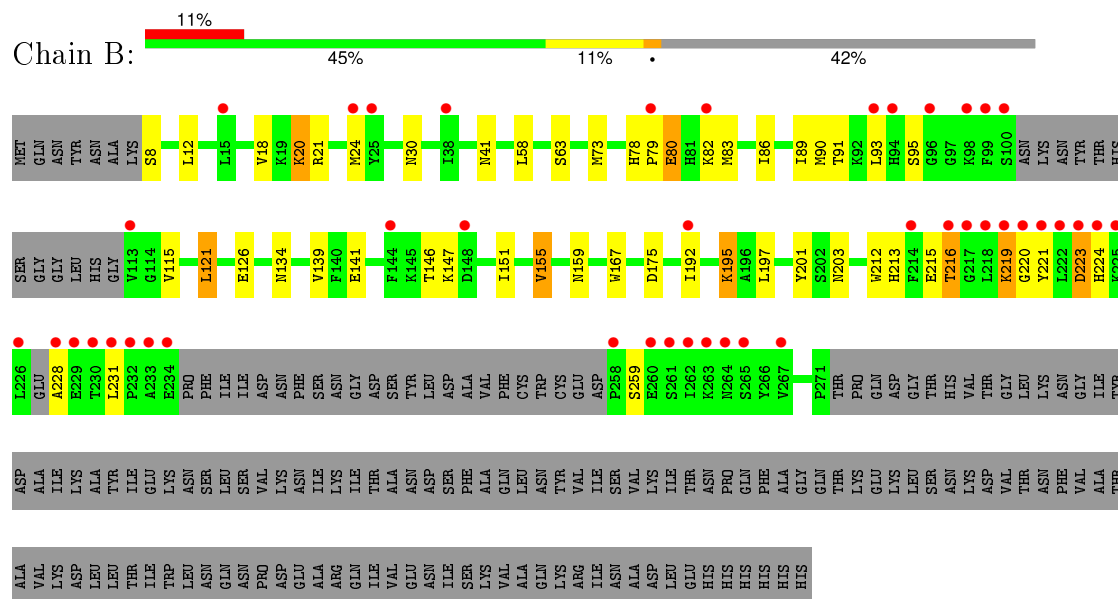 11%
Chain B:
45% 11% • 42%
MET GLN ASN TYR ASN ALA LYS S8 L12 L15 V18 K19 K20 R21 M24 Y25 N30 I38 N41 L58 S63 M73 H78 P79 E80 H81 K82 M83 I86 I89 M90 T91 K92 L93 H94 S95 G96 G97 K98 F99 S100 ASN LYS ASN TYR THR HIS
SER GLY GLY LEU HIS GLY V113 G114 V115 L121 E126 N134 V139 F140 E141 F144 K145 T146 K147 D148 I151 V155 N159 W167 D175 I192 K195 A196 L197 Y201 S202 N203 W212 H213 F214 E215 T216 G217 L218 K219 G220 Y221 L222 D223 H224 K225
L226 GLU A228 E229 T230 L231 P232 A233 E234 PRO PHE ILE ILE ASP ASN PHE SER ASN GLY ASP SER TYR LEU ASP ALA VAL PHE CYS TRP CYS GLU ASP P258 S259 E260 S261 I262 K263 N264 S265 Y266 V267 P271 THR PRO GLN ASP GLY THR HIS VAL THR GLY LEU LYS ASN GLY ILE THR
ASP ALA ILE LYS ALA TYR ILE GLU LYS ASN SER LEU SER VAL LYS ASN ILE LYS ILE THR ALA ASN ASP SER PHE ALA GLN LEU ASN TYR VAL ILE SER VAL LYS ILE THR ASN PRO GLN PHE ALA GLY GLN THR LYS GLU LYS LEU SER ASN LYS ASP VAL THR ASN PHE VAL ALA THR
ALA VAL LYS ASP LEU LEU THR ILE TRP LEU ASN GLN ASN PRO ASP GLU ALA ARG GLN ILE VAL GLU ASN ILE SER LYS VAL ALA GLN LYS ARG ILE ASN ALA ASP LEU GLU HIS HIS HIS HIS HIS HIS